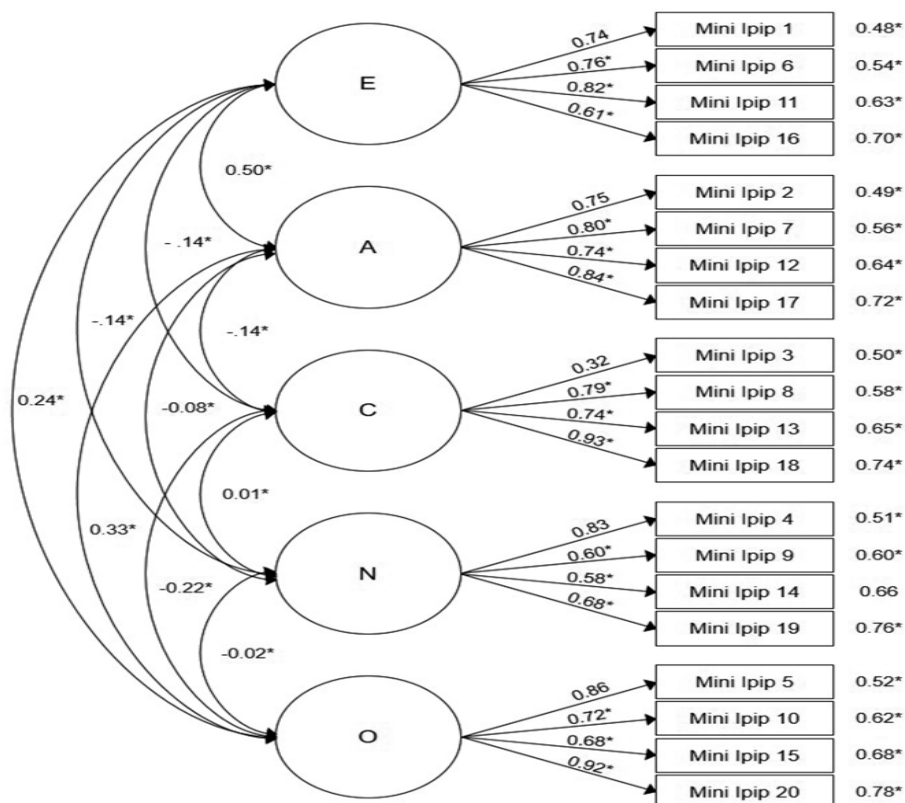 0.74 Mini Ipip 1 0.48*
E 0.76* Mini Ipip 6 0.54*
0.82* Mini Ipip 11 0.63*
0.61* Mini Ipip 16 0.70*
0.50*
0.75 Mini Ipip 2 0.49*
- .14* A 0.80* Mini Ipip 7 0.56*
0.74* Mini Ipip 12 0.64*
0.84* Mini Ipip 17 0.72*
-.14*
-.14*
0.32 Mini Ipip 3 0.50*
0.24* -0.08* C 0.79* Mini Ipip 8 0.58*
0.74* Mini Ipip 13 0.65*
0.93* Mini Ipip 18 0.74*
0.01*
0.33*
0.83 Mini Ipip 4 0.51*
-0.22* N 0.60* Mini Ipip 9 0.60*
0.58* Mini Ipip 14 0.66
0.68* Mini Ipip 19 0.76*
-0.02*
0.86 Mini Ipip 5 0.52*
O 0.72* Mini Ipip 10 0.62*
0.68* Mini Ipip 15 0.68*
0.92* Mini Ipip 20 0.78*